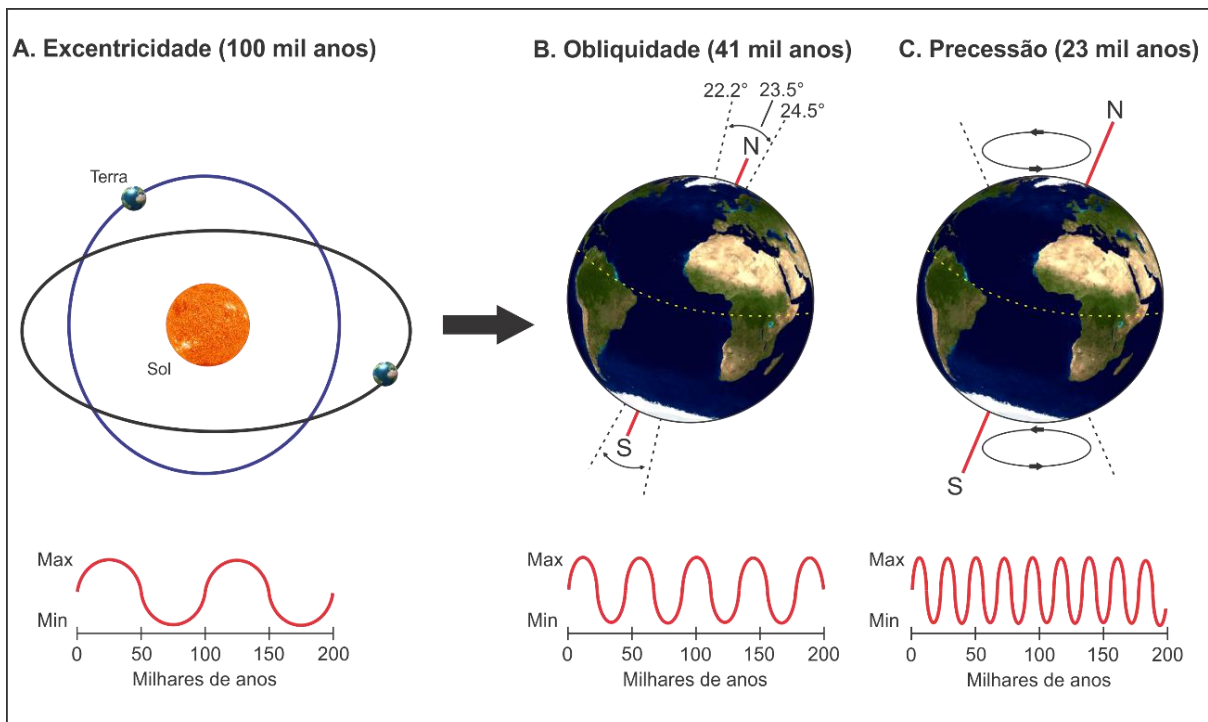 A. Excentricidade (100 mil anos)
Terra
Sol
Max
Min
0 50 100 150 200
Milhares de anos
B. Obliquidade (41 mil anos)
22.2° 23.5°
24.5°
N
S
Max
Min
0 50 100 150 200
Milhares de anos
C. Precessão (23 mil anos)
N
S
Max
Min
0 50 100 150 200
Milhares de anos